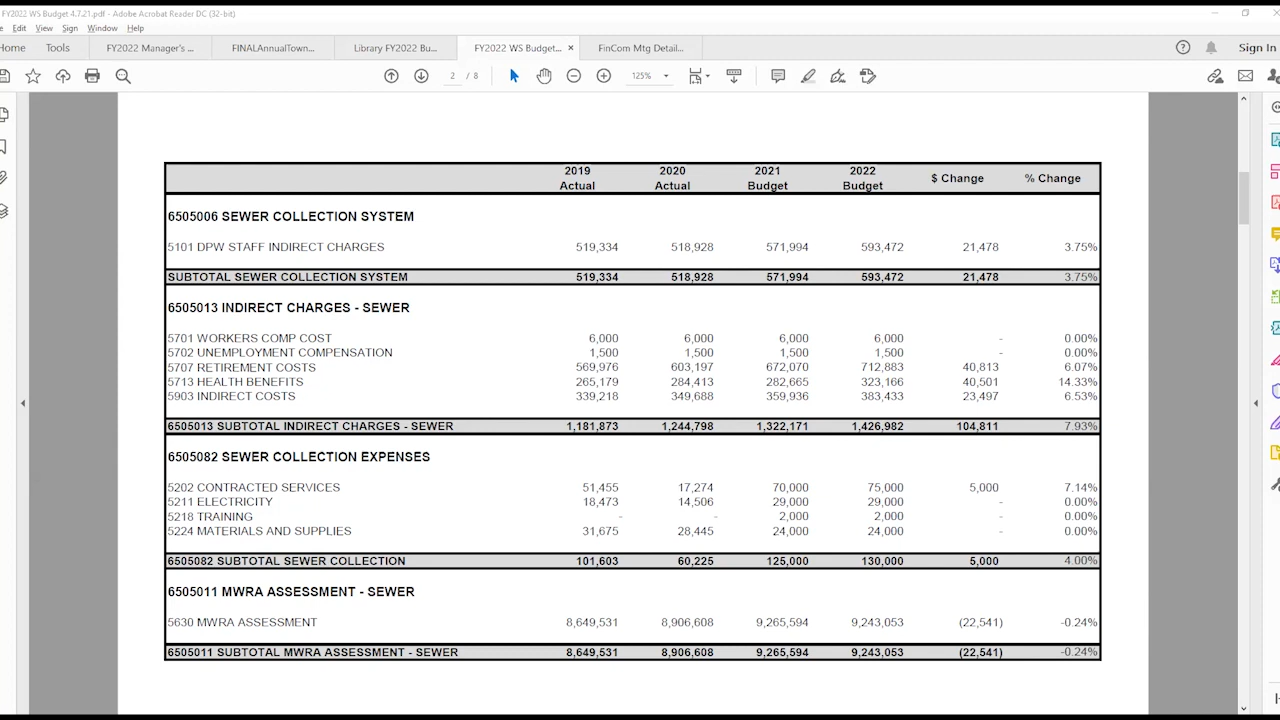 FY2022 WS Budget 4.7.21.pdf - Adobe Acrobat Reader DC (32-bit)
Edit View Sign Window Help
Home Tools FY2022 Manager's ... FINALAnnualTown... Library FY2022 Bu... FY2022 WS Budget... × FinCom Mtg Detail... Sign In
2 / 8 125%
2019 Actual 2020 Actual 2021 Budget 2022 Budget $ Change % Change
6505006 SEWER COLLECTION SYSTEM
5101 DPW STAFF INDIRECT CHARGES 519,334 518,928 571,994 593,472 21,478 3.75%
SUBTOTAL SEWER COLLECTION SYSTEM 519,334 518,928 571,994 593,472 21,478 3.75%
6505013 INDIRECT CHARGES - SEWER
5701 WORKERS COMP COST 6,000 6,000 6,000 6,000 - 0.00%
5702 UNEMPLOYMENT COMPENSATION 1,500 1,500 1,500 1,500 - 0.00%
5707 RETIREMENT COSTS 569,976 603,197 672,070 712,883 40,813 6.07%
5713 HEALTH BENEFITS 265,179 284,413 282,665 323,166 40,501 14.33%
5903 INDIRECT COSTS 339,218 349,688 359,936 383,433 23,497 6.53%
6505013 SUBTOTAL INDIRECT CHARGES - SEWER 1,181,873 1,244,798 1,322,171 1,426,982 104,811 7.93%
6505082 SEWER COLLECTION EXPENSES
5202 CONTRACTED SERVICES 51,455 17,274 70,000 75,000 5,000 7.14%
5211 ELECTRICITY 18,473 14,506 29,000 29,000 - 0.00%
5218 TRAINING - - 2,000 2,000 - 0.00%
5224 MATERIALS AND SUPPLIES 31,675 28,445 24,000 24,000 - 0.00%
6505082 SUBTOTAL SEWER COLLECTION 101,603 60,225 125,000 130,000 5,000 4.00%
6505011 MWRA ASSESSMENT - SEWER
5630 MWRA ASSESSMENT 8,649,531 8,906,608 9,265,594 9,243,053 (22,541) -0.24%
6505011 SUBTOTAL MWRA ASSESSMENT - SEWER 8,649,531 8,906,608 9,265,594 9,243,053 (22,541) -0.24%